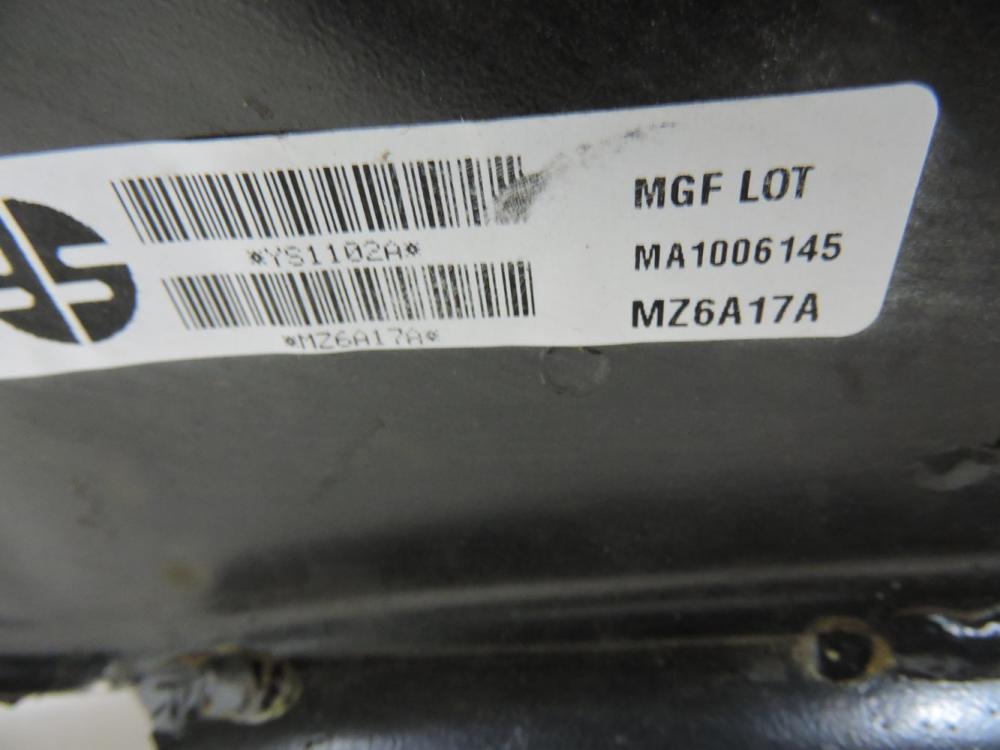 MGF LOT
*YS1102A*
MA1006145
*MZ6A17A*
MZ6A17A